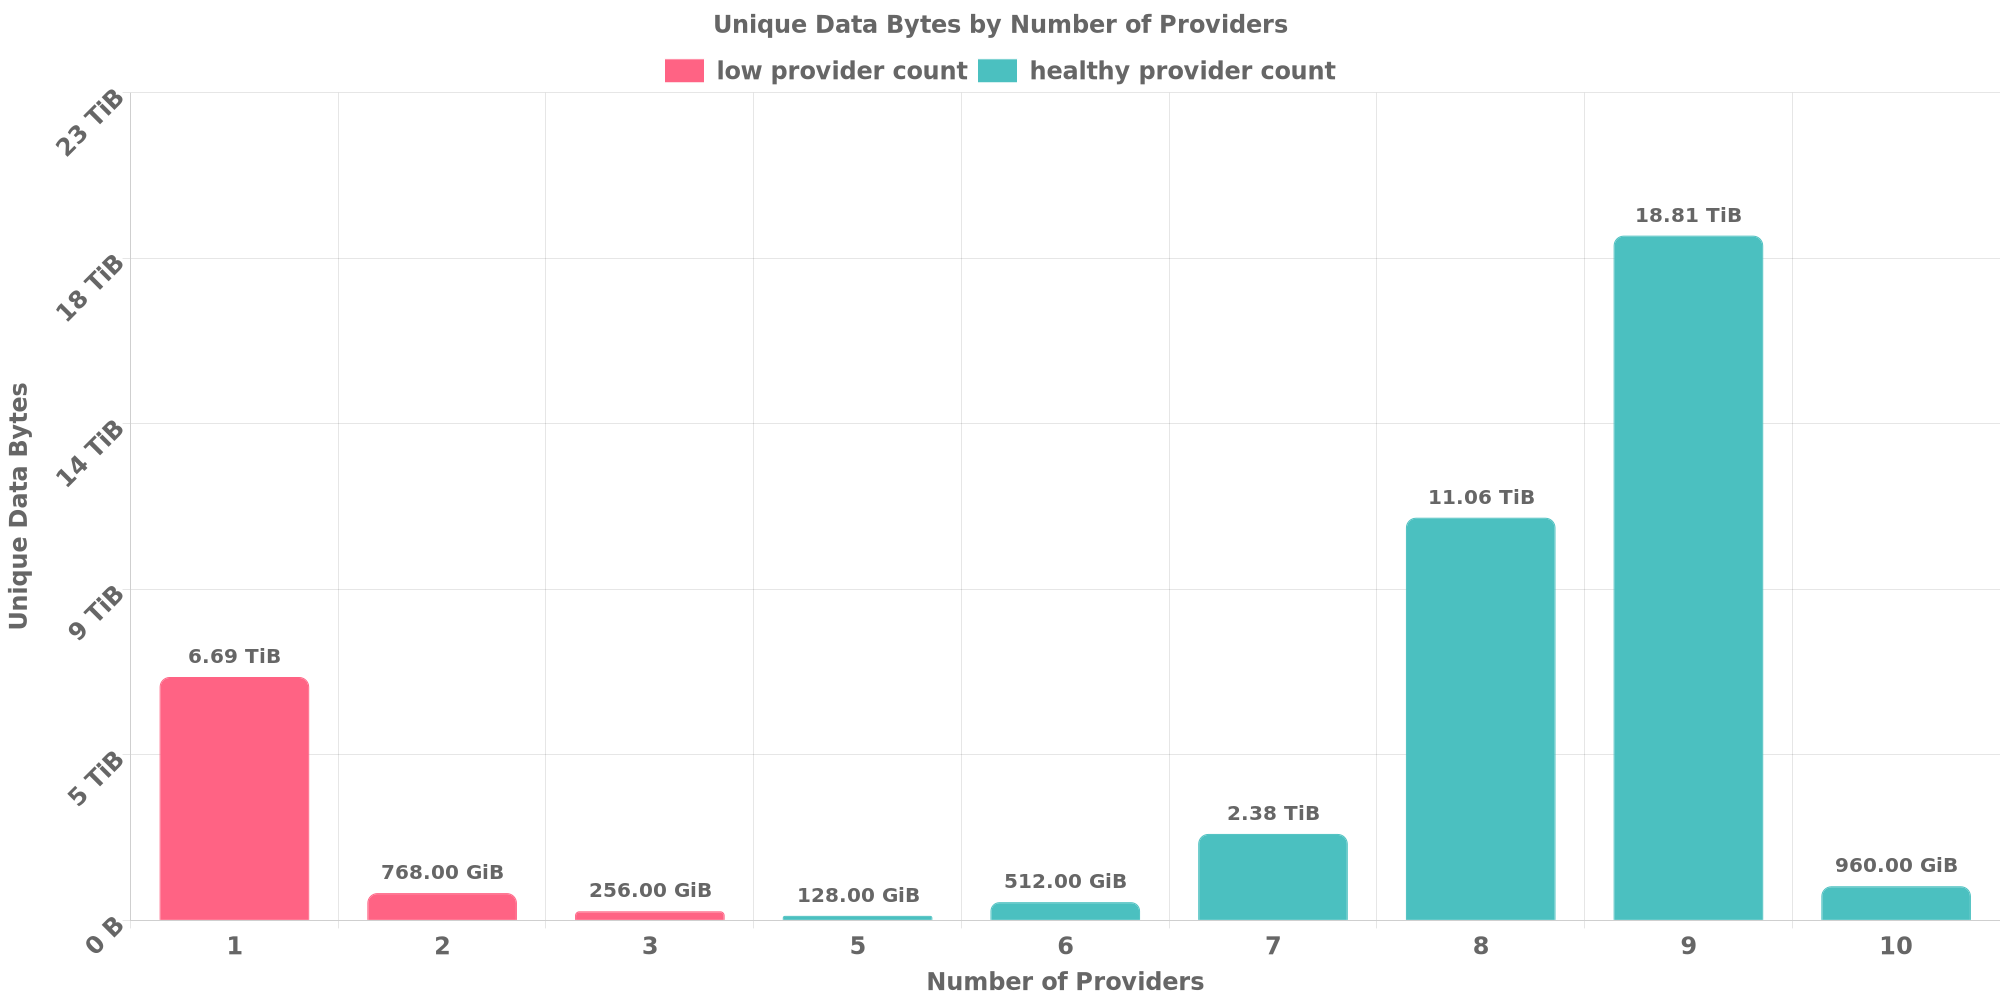 Unique Data Bytes by Number of Providers
low provider count healthy provider count
23 TiB
18 TiB
14 TiB
9 TiB
5 TiB
0 B
Unique Data Bytes
6.69 TiB
768.00 GiB
256.00 GiB
128.00 GiB
512.00 GiB
2.38 TiB
11.06 TiB
18.81 TiB
960.00 GiB
1 2 3 5 6 7 8 9 10
Number of Providers